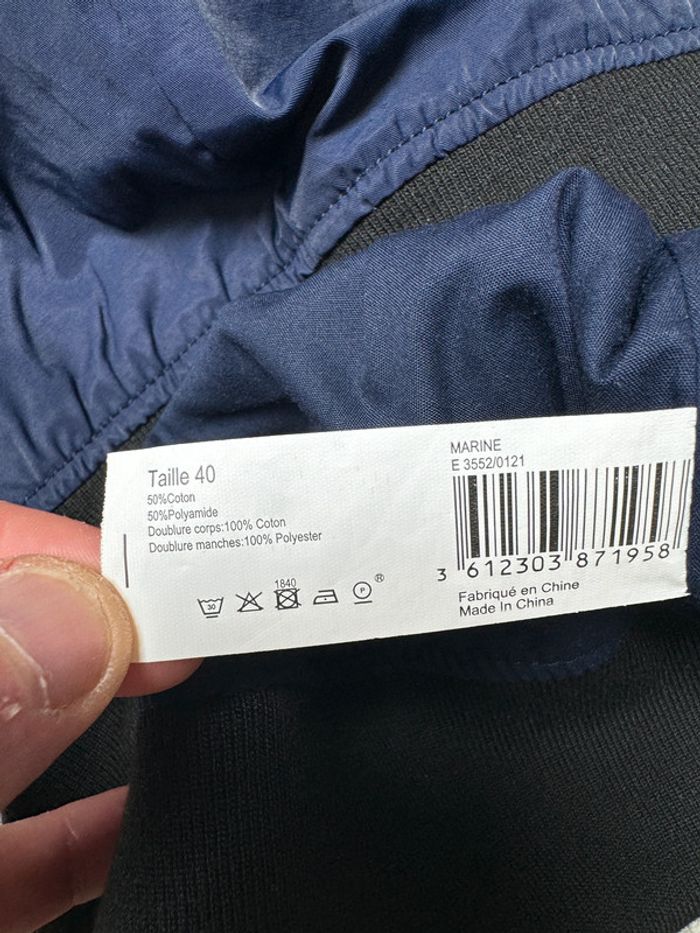 Taille 40
50%Coton
50%Polyamide
Doublure corps:100% Coton
Doublure manches:100% Polyester
30
1840
P
®
MARINE
E 3552/0121
3 612303 871958
Fabriqué en Chine
Made In China